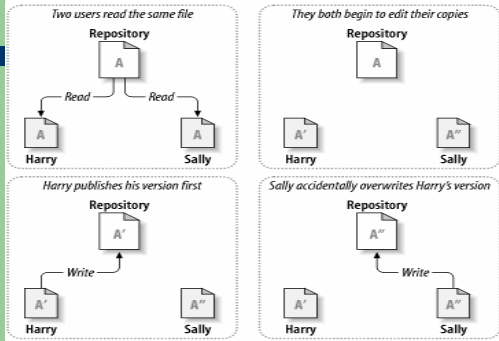 Two users read the same file
Repository
A
Read
Read
A
A
Harry
Sally
They both begin to edit their copies
Repository
A
A'
A"
Harry
Sally
Harry publishes his version first
Repository
A'
Write
A'
A"
Harry
Sally
Sally accidentally overwrites Harry's version
Repository
A"
Write
A'
A"
Harry
Sally